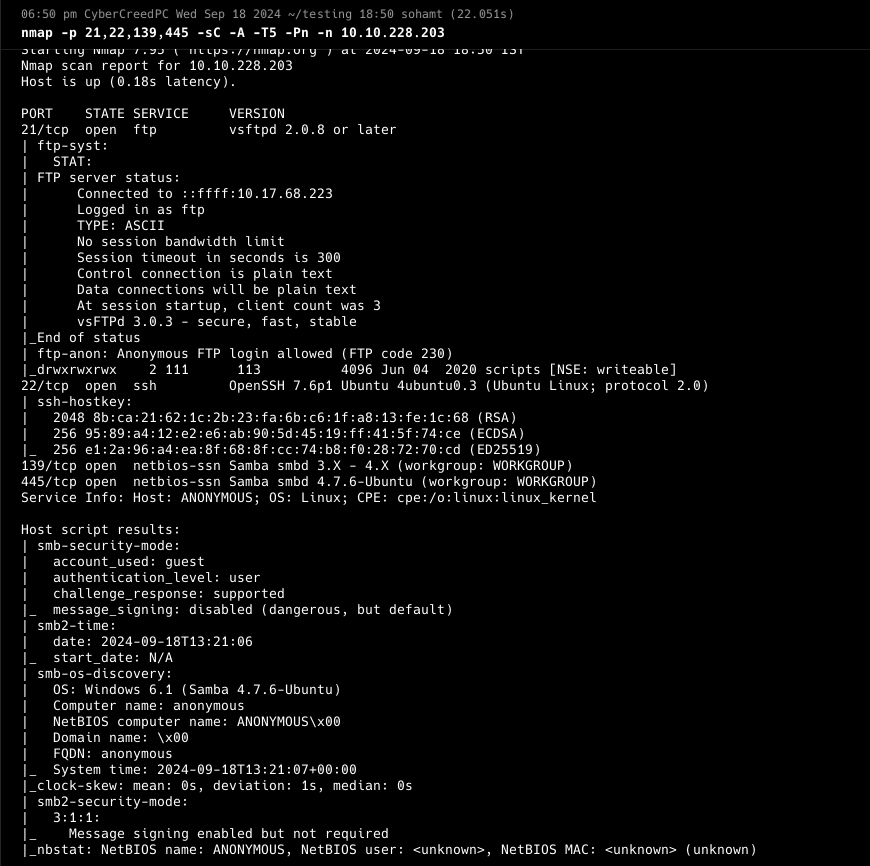 06:50 pm CyberCreedPC Wed Sep 18 2024 ~/testing 18:50 sohamt (22.051s)
nmap -p 21,22,139,445 -sC -A -T5 -Pn -n 10.10.228.203
Starting Nmap 7.95 ( https://nmap.org ) at 2024-09-18 18:50 IST
Nmap scan report for 10.10.228.203
Host is up (0.18s latency).

PORT    STATE SERVICE     VERSION
21/tcp  open  ftp         vsftpd 2.0.8 or later
| ftp-syst:
|   STAT:
| FTP server status:
|      Connected to ::ffff:10.17.68.223
|      Logged in as ftp
|      TYPE: ASCII
|      No session bandwidth limit
|      Session timeout in seconds is 300
|      Control connection is plain text
|      Data connections will be plain text
|      At session startup, client count was 3
|      vsFTPd 3.0.3 - secure, fast, stable
|_End of status
| ftp-anon: Anonymous FTP login allowed (FTP code 230)
|_drwxrwxrwx    2 111      113          4096 Jun 04  2020 scripts [NSE: writeable]
22/tcp  open  ssh         OpenSSH 7.6p1 Ubuntu 4ubuntu0.3 (Ubuntu Linux; protocol 2.0)
| ssh-hostkey:
|   2048 8b:ca:21:62:1c:2b:23:fa:6b:c6:1f:a8:13:fe:1c:68 (RSA)
|   256 95:89:a4:12:e2:e6:ab:90:5d:45:19:ff:41:5f:74:ce (ECDSA)
|_  256 e1:2a:96:a4:ea:8f:68:8f:cc:74:b8:f0:28:72:70:cd (ED25519)
139/tcp open  netbios-ssn Samba smbd 3.X - 4.X (workgroup: WORKGROUP)
445/tcp open  netbios-ssn Samba smbd 4.7.6-Ubuntu (workgroup: WORKGROUP)
Service Info: Host: ANONYMOUS; OS: Linux; CPE: cpe:/o:linux:linux_kernel

Host script results:
| smb-security-mode:
|   account_used: guest
|   authentication_level: user
|   challenge_response: supported
|_  message_signing: disabled (dangerous, but default)
| smb2-time:
|   date: 2024-09-18T13:21:06
|_  start_date: N/A
| smb-os-discovery:
|   OS: Windows 6.1 (Samba 4.7.6-Ubuntu)
|   Computer name: anonymous
|   NetBIOS computer name: ANONYMOUS\x00
|   Domain name: \x00
|   FQDN: anonymous
|_  System time: 2024-09-18T13:21:07+00:00
|_clock-skew: mean: 0s, deviation: 1s, median: 0s
| smb2-security-mode:
|   3:1:1:
|_    Message signing enabled but not required
|_nbstat: NetBIOS name: ANONYMOUS, NetBIOS user: <unknown>, NetBIOS MAC: <unknown> (unknown)